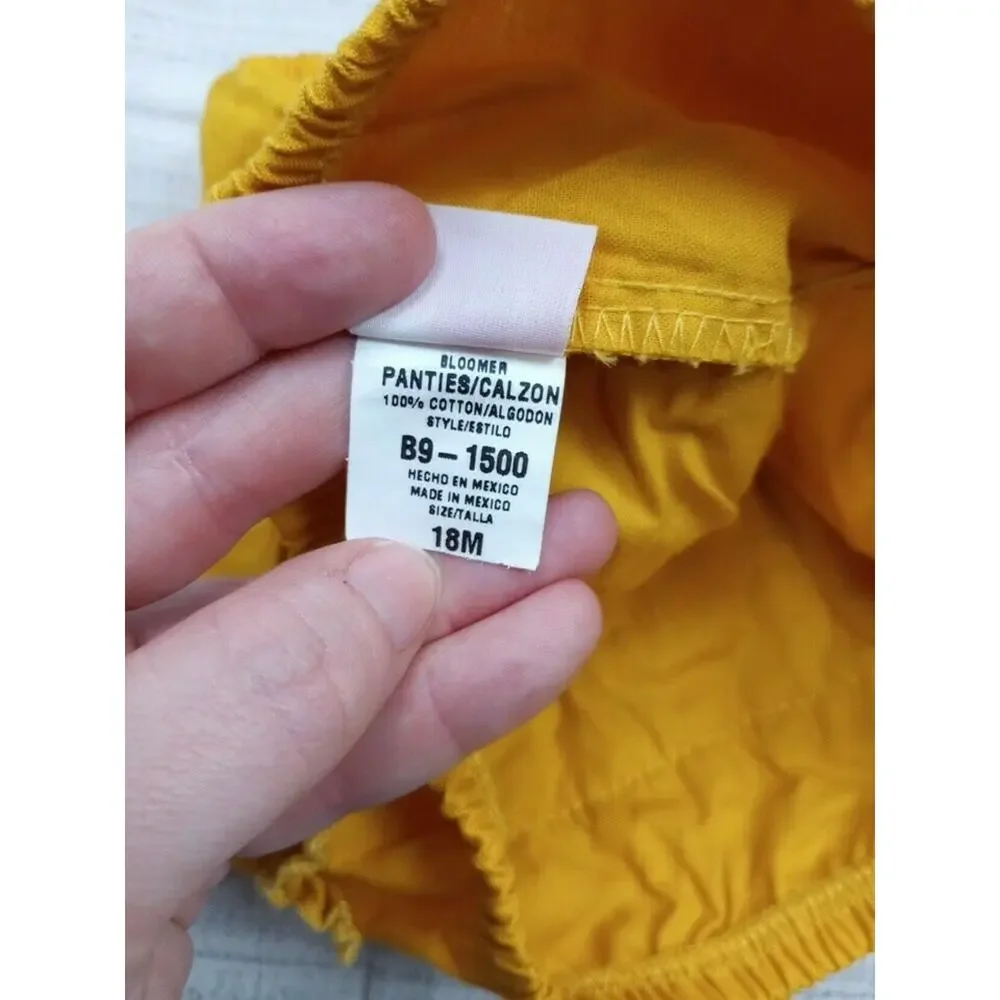 BLOOMER
PANTIES/CALZON
100% COTTON/ALGODON
STYLE/ESTILO
B9-1500
HECHO EN MEXICO
MADE IN MEXICO
SIZE/TALLA
18M